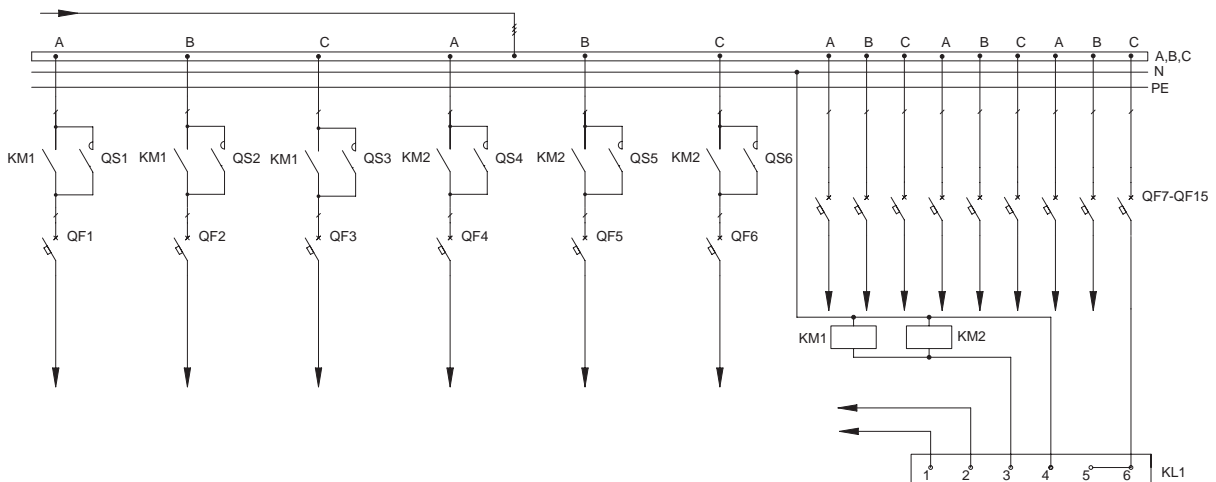 A B C A B C A B C A B C A B C A,B,C
N
PE
KM1 QS1 KM1 QS2 KM1 QS3 KM2 QS4 KM2 QS5 KM2 QS6
QF7-QF15
QF1 QF2 QF3 QF4 QF5 QF6
KM1 KM2
1 2 3 4 5 6 KL1